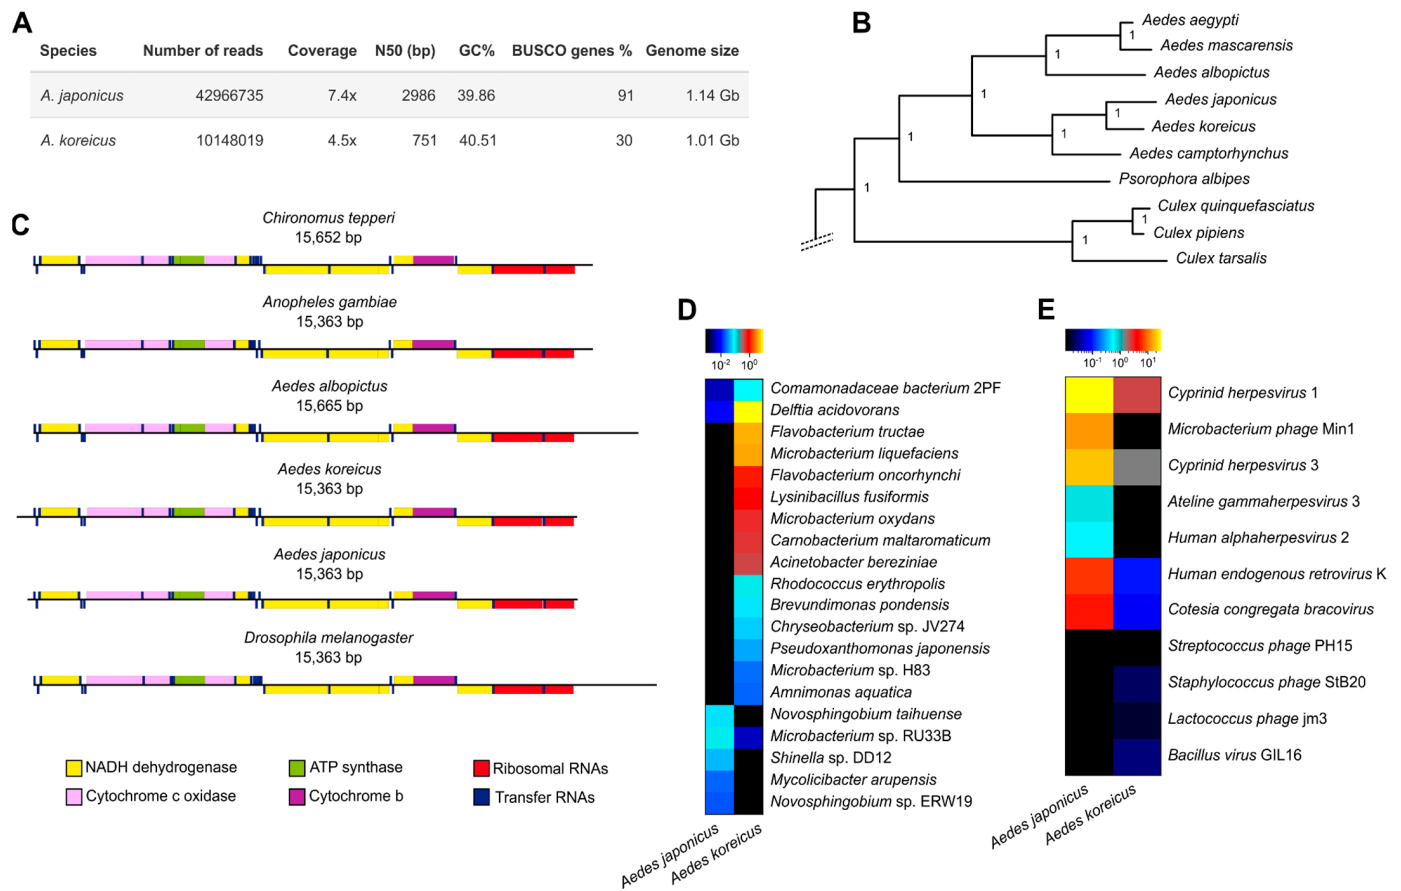 A
Species Number of reads Coverage N50 (bp) GC% BUSCO genes % Genome size
A. japonicus 42966735 7.4x 2986 39.86 91 1.14 Gb
A. koreicus 10148019 4.5x 751 40.51 30 1.01 Gb
B
Aedes aegypti
1
Aedes mascarensis
1
Aedes albopictus
1
Aedes japonicus
1
Aedes koreicus
1
Aedes camptorhynchus
1
Psorophora albipes
1
Culex quinquefasciatus
1
Culex pipiens
1
Culex tarsalis
C
Chironomus tepperi
15,652 bp
Anopheles gambiae
15,363 bp
Aedes albopictus
15,665 bp
Aedes koreicus
15,363 bp
Aedes japonicus
15,363 bp
Drosophila melanogaster
15,363 bp
NADH dehydrogenase ATP synthase Ribosomal RNAs
Cytochrome c oxidase Cytochrome b Transfer RNAs
D
10⁻² 10⁰
Comamonadaceae bacterium 2PF
Delftia acidovorans
Flavobacterium tructae
Microbacterium liquefaciens
Flavobacterium oncorhynchi
Lysinibacillus fusiformis
Microbacterium oxydans
Carnobacterium maltaromaticum
Acinetobacter bereziniae
Rhodococcus erythropolis
Brevundimonas pondensis
Chryseobacterium sp. JV274
Pseudoxanthomonas japonensis
Microbacterium sp. H83
Amnimonas aquatica
Novosphingobium taihuense
Microbacterium sp. RU33B
Shinella sp. DD12
Mycolicibacter arupensis
Novosphingobium sp. ERW19
Aedes japonicus
Aedes koreicus
E
10⁻¹ 10⁰ 10¹
Cyprinid herpesvirus 1
Microbacterium phage Min1
Cyprinid herpesvirus 3
Ateline gammaherpesvirus 3
Human alphaherpesvirus 2
Human endogenous retrovirus K
Cotesia congregata bracovirus
Streptococcus phage PH15
Staphylococcus phage StB20
Lactococcus phage jm3
Bacillus virus GIL16
Aedes japonicus
Aedes koreicus